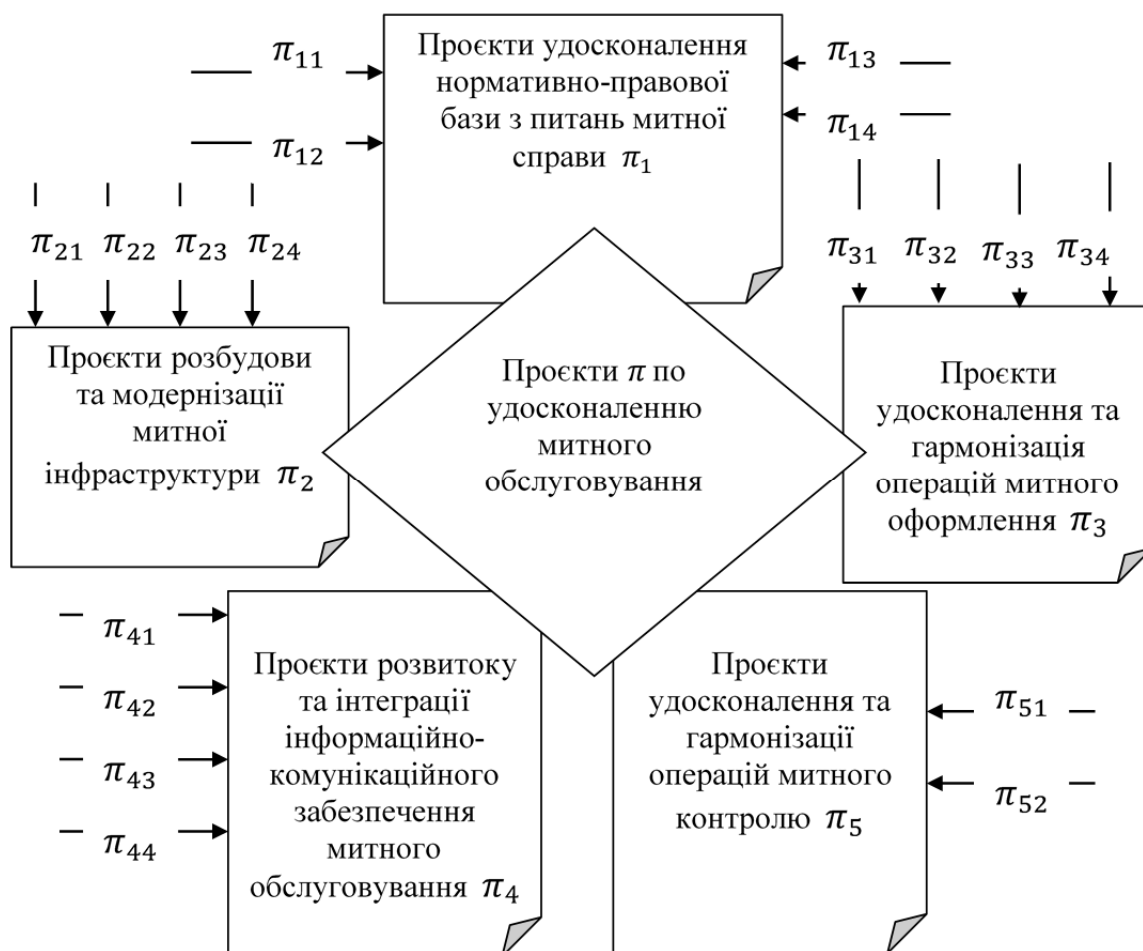 π₁₁
π₁₂
Проєкти удосконалення
нормативно-правової
бази з питань митної
справи π₁
π₁₃
π₁₄
π₂₁ π₂₂ π₂₃ π₂₄
π₃₁ π₃₂ π₃₃ π₃₄
Проєкти розбудови
та модернізації
митної
інфраструктури π₂
Проєкти π по
удосконаленню
митного
обслуговування
Проєкти
удосконалення та
гармонізація
операцій митного
оформлення π₃
π₄₁
π₄₂
π₄₃
π₄₄
Проєкти розвитоку
та інтеграції
інформаційно-
комунікаційного
забезпечення
митного
обслуговування π₄
Проєкти
удосконалення та
гармонізації
операцій митного
контролю π₅
π₅₁
π₅₂